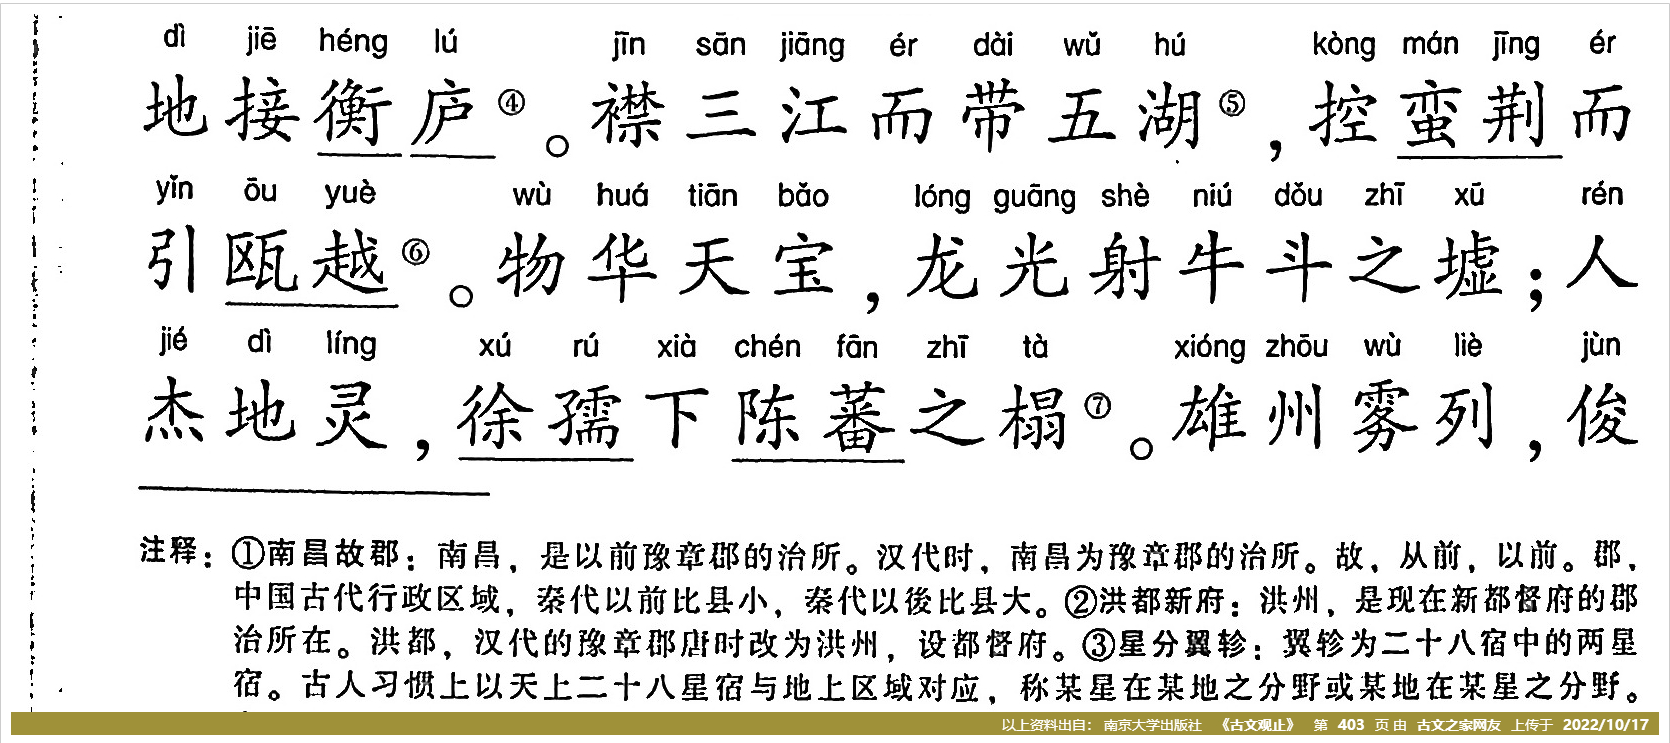 dì jiē héng lú jīn sān jiāng ér dài wǔ hú kòng mán jīng ér
地接衡庐④。襟三江而带五湖⑤，控蛮荆而
yǐn ōu yuè wù huá tiān bǎo lóng guāng shè niú dǒu zhī xū rén
引瓯越⑥。物华天宝，龙光射牛斗之墟；人
jié dì líng xú rú xià chén fān zhī tà xióng zhōu wù liè jùn
杰地灵，徐孺下陈蕃之榻⑦。雄州雾列，俊
注释：①南昌故郡：南昌，是以前豫章郡的治所。汉代时，南昌为豫章郡的治所。故，从前，以前。郡，
中国古代行政区域，秦代以前比县小，秦代以後比县大。②洪都新府：洪州，是现在新都督府的郡
治所在。洪都，汉代的豫章郡唐时改为洪州，设都督府。③星分翼轸：翼轸为二十八宿中的两星
宿。古人习惯上以天上二十八星宿与地上区域对应，称某星在某地之分野或某地在某星之分野。
以上资料出自： 南京大学出版社 《古文观止》 第 403 页 由 古文之家网友 上传于 2022/10/17